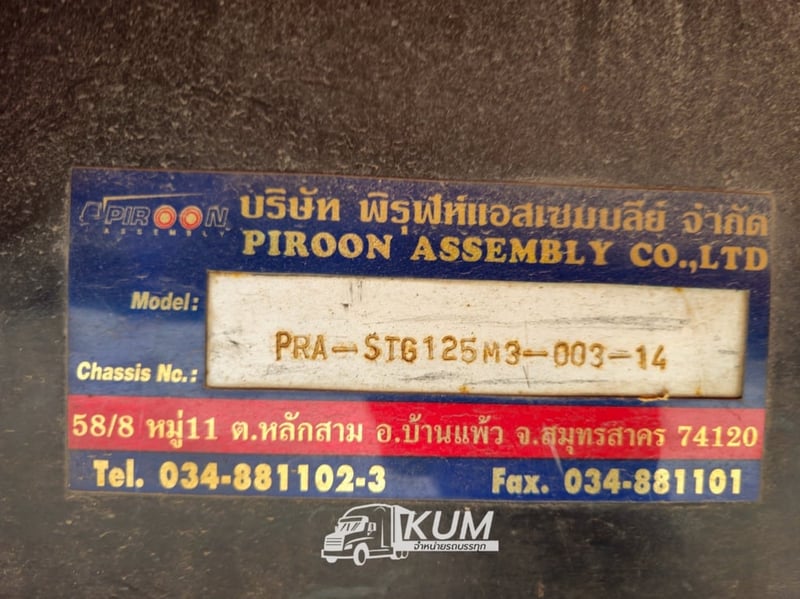 PIROON
ASSEMBLY
บริษัท พิรุฬห์แอสเซมบลีย์ จำกัด
PIROON ASSEMBLY CO.,LTD
Model:
PRA-STG125M3-003-14
Chassis No.:
58/8 หมู่11 ต.หลักสาม อ.บ้านแพ้ว จ.สมุทรสาคร 74120
Tel. 034-881102-3 Fax. 034-881101
KUM
จำหน่ายรถบรรทุก